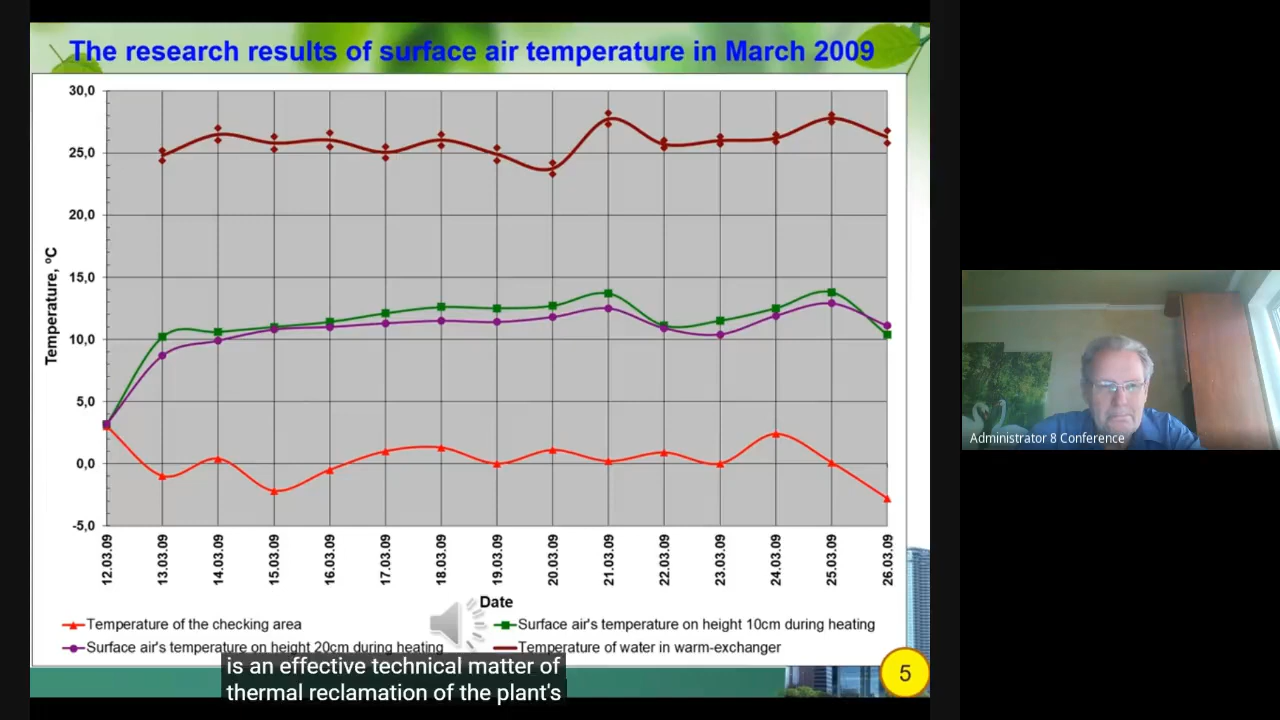 The research results of surface air temperature in March 2009
30,0
25,0
20,0
15,0
10,0
5,0
0,0
-5,0
Temperature, ºC
12.03.09
13.03.09
14.03.09
15.03.09
16.03.09
17.03.09
18.03.09
19.03.09
20.03.09
21.03.09
22.03.09
23.03.09
24.03.09
25.03.09
26.03.09
Date
Temperature of the checking area
Surface air's temperature on height 10cm during heating
Surface air's temperature on height 20cm during heating
Temperature of water in warm-exchanger
is an effective technical matter of
thermal reclamation of the plant's
5
Administrator 8 Conference